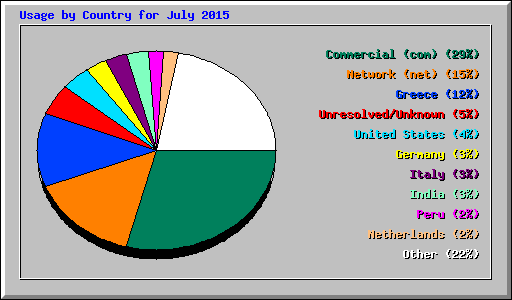 Usage by Country for July 2015
Commercial (com) (29%)
Network (net) (15%)
Greece (12%)
Unresolved/Unknown (5%)
United States (4%)
Germany (3%)
Italy (3%)
India (3%)
Peru (2%)
Netherlands (2%)
Other (22%)